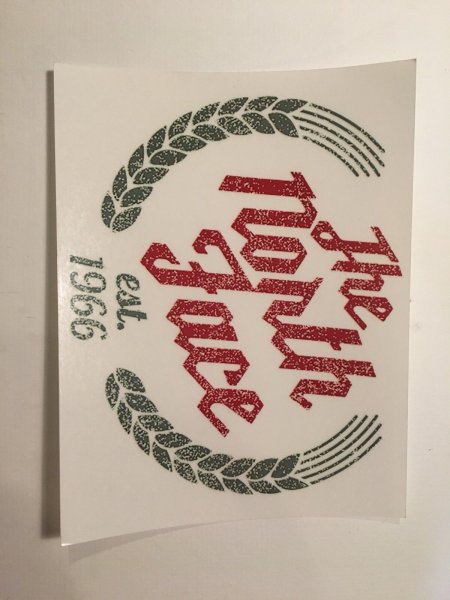 The
north
face
est.
1966